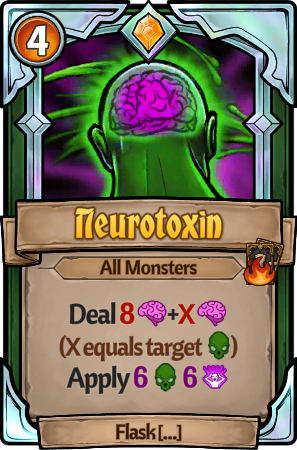 4
Neurotoxin
All Monsters
Deal 8 + X
(X equals target )
Apply 6 6
Flask [...]